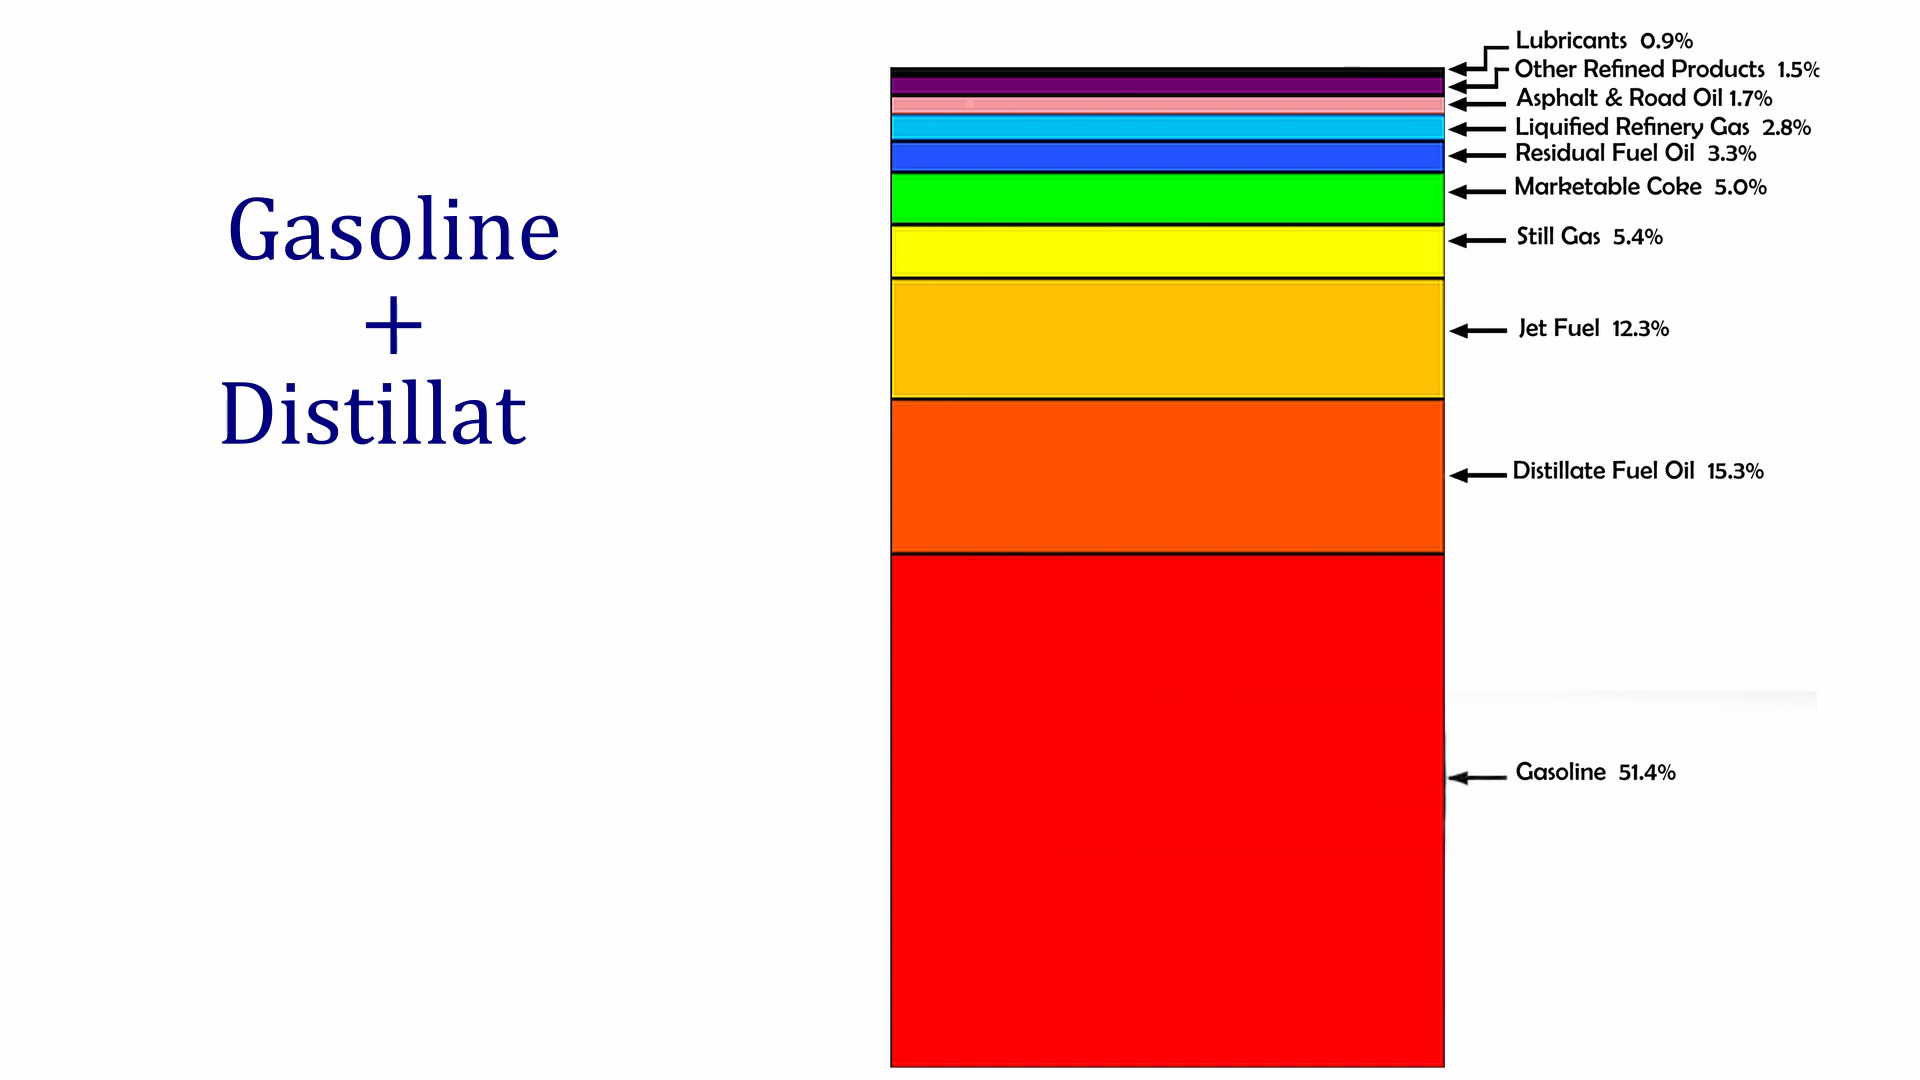 Gasoline
+
Distillat
Lubricants 0.9%
Other Refined Products 1.5%
Asphalt & Road Oil 1.7%
Liquified Refinery Gas 2.8%
Residual Fuel Oil 3.3%
Marketable Coke 5.0%
Still Gas 5.4%
Jet Fuel 12.3%
Distillate Fuel Oil 15.3%
Gasoline 51.4%